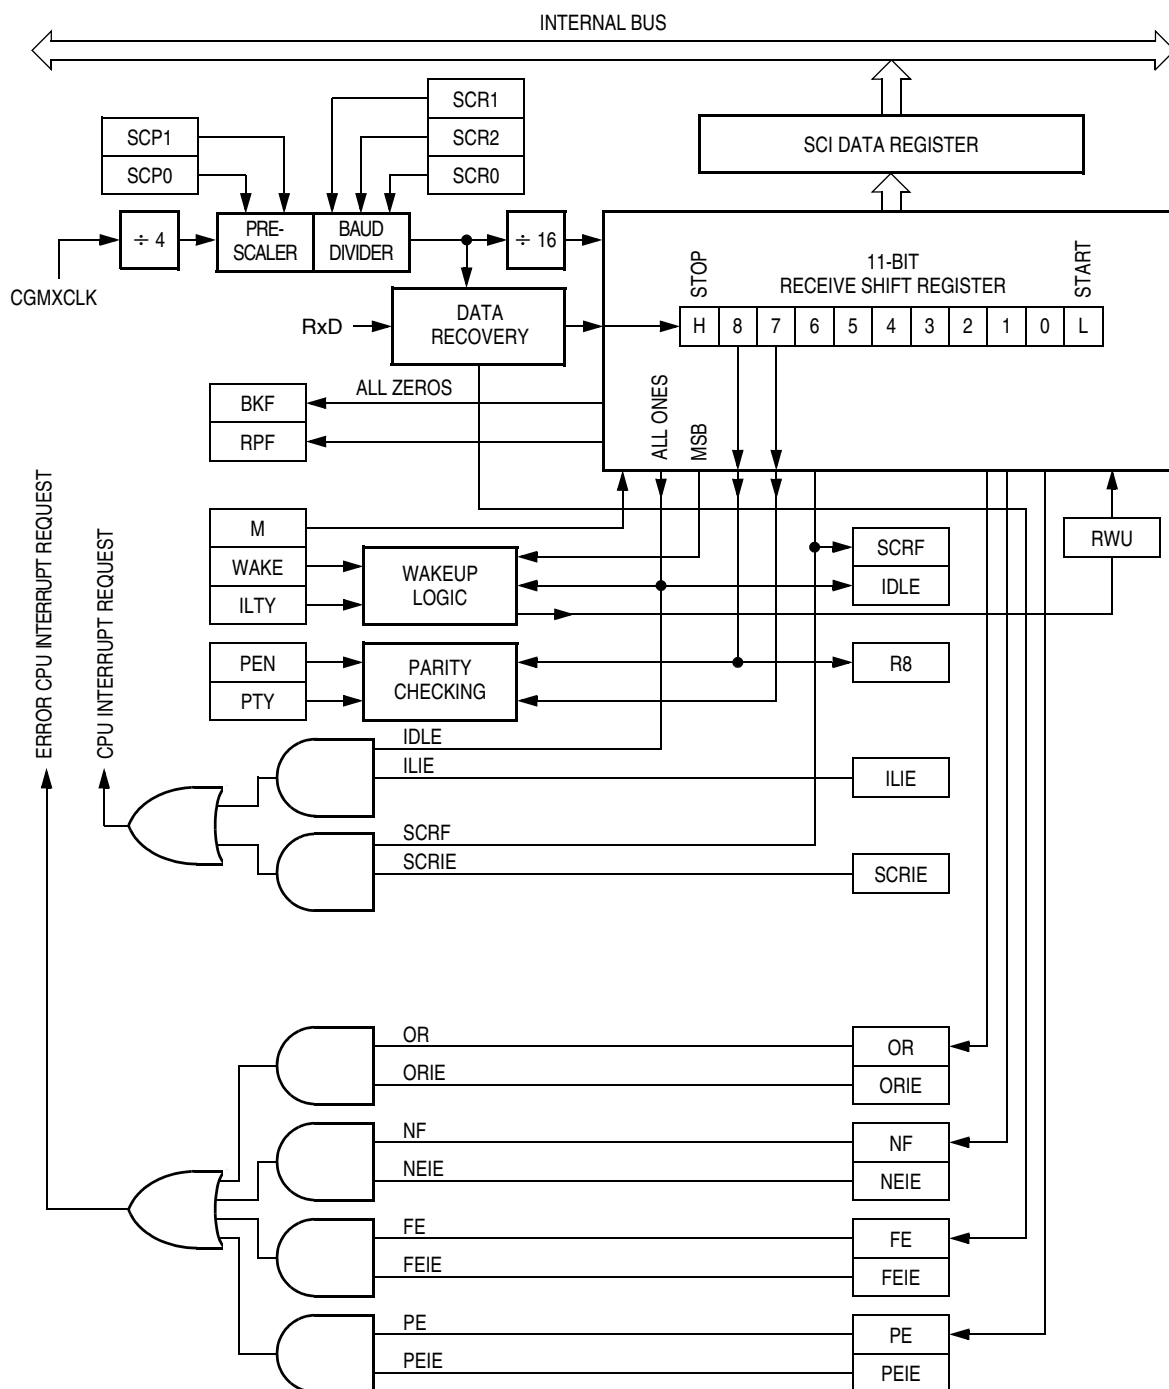 INTERNAL BUS
SCR1
SCP1
SCR2
SCI DATA REGISTER
SCP0
SCR0
÷ 4
PRE-
SCALER
BAUD
DIVIDER
÷ 16
STOP
11-BIT
RECEIVE SHIFT REGISTER
START
CGMXCLK
RxD
DATA
RECOVERY
H 8 7 6 5 4 3 2 1 0 L
ALL ZEROS
BKF
RPF
ALL ONES
MSB
ERROR CPU INTERRUPT REQUEST
CPU INTERRUPT REQUEST
M
WAKE
ILTY
WAKEUP
LOGIC
SCRF
IDLE
RWU
PEN
PTY
PARITY
CHECKING
R8
IDLE
ILIE
ILIE
SCRF
SCRIE
SCRIE
OR
OR
ORIE
ORIE
NF
NF
NEIE
NEIE
FE
FE
FEIE
FEIE
PE
PE
PEIE
PEIE